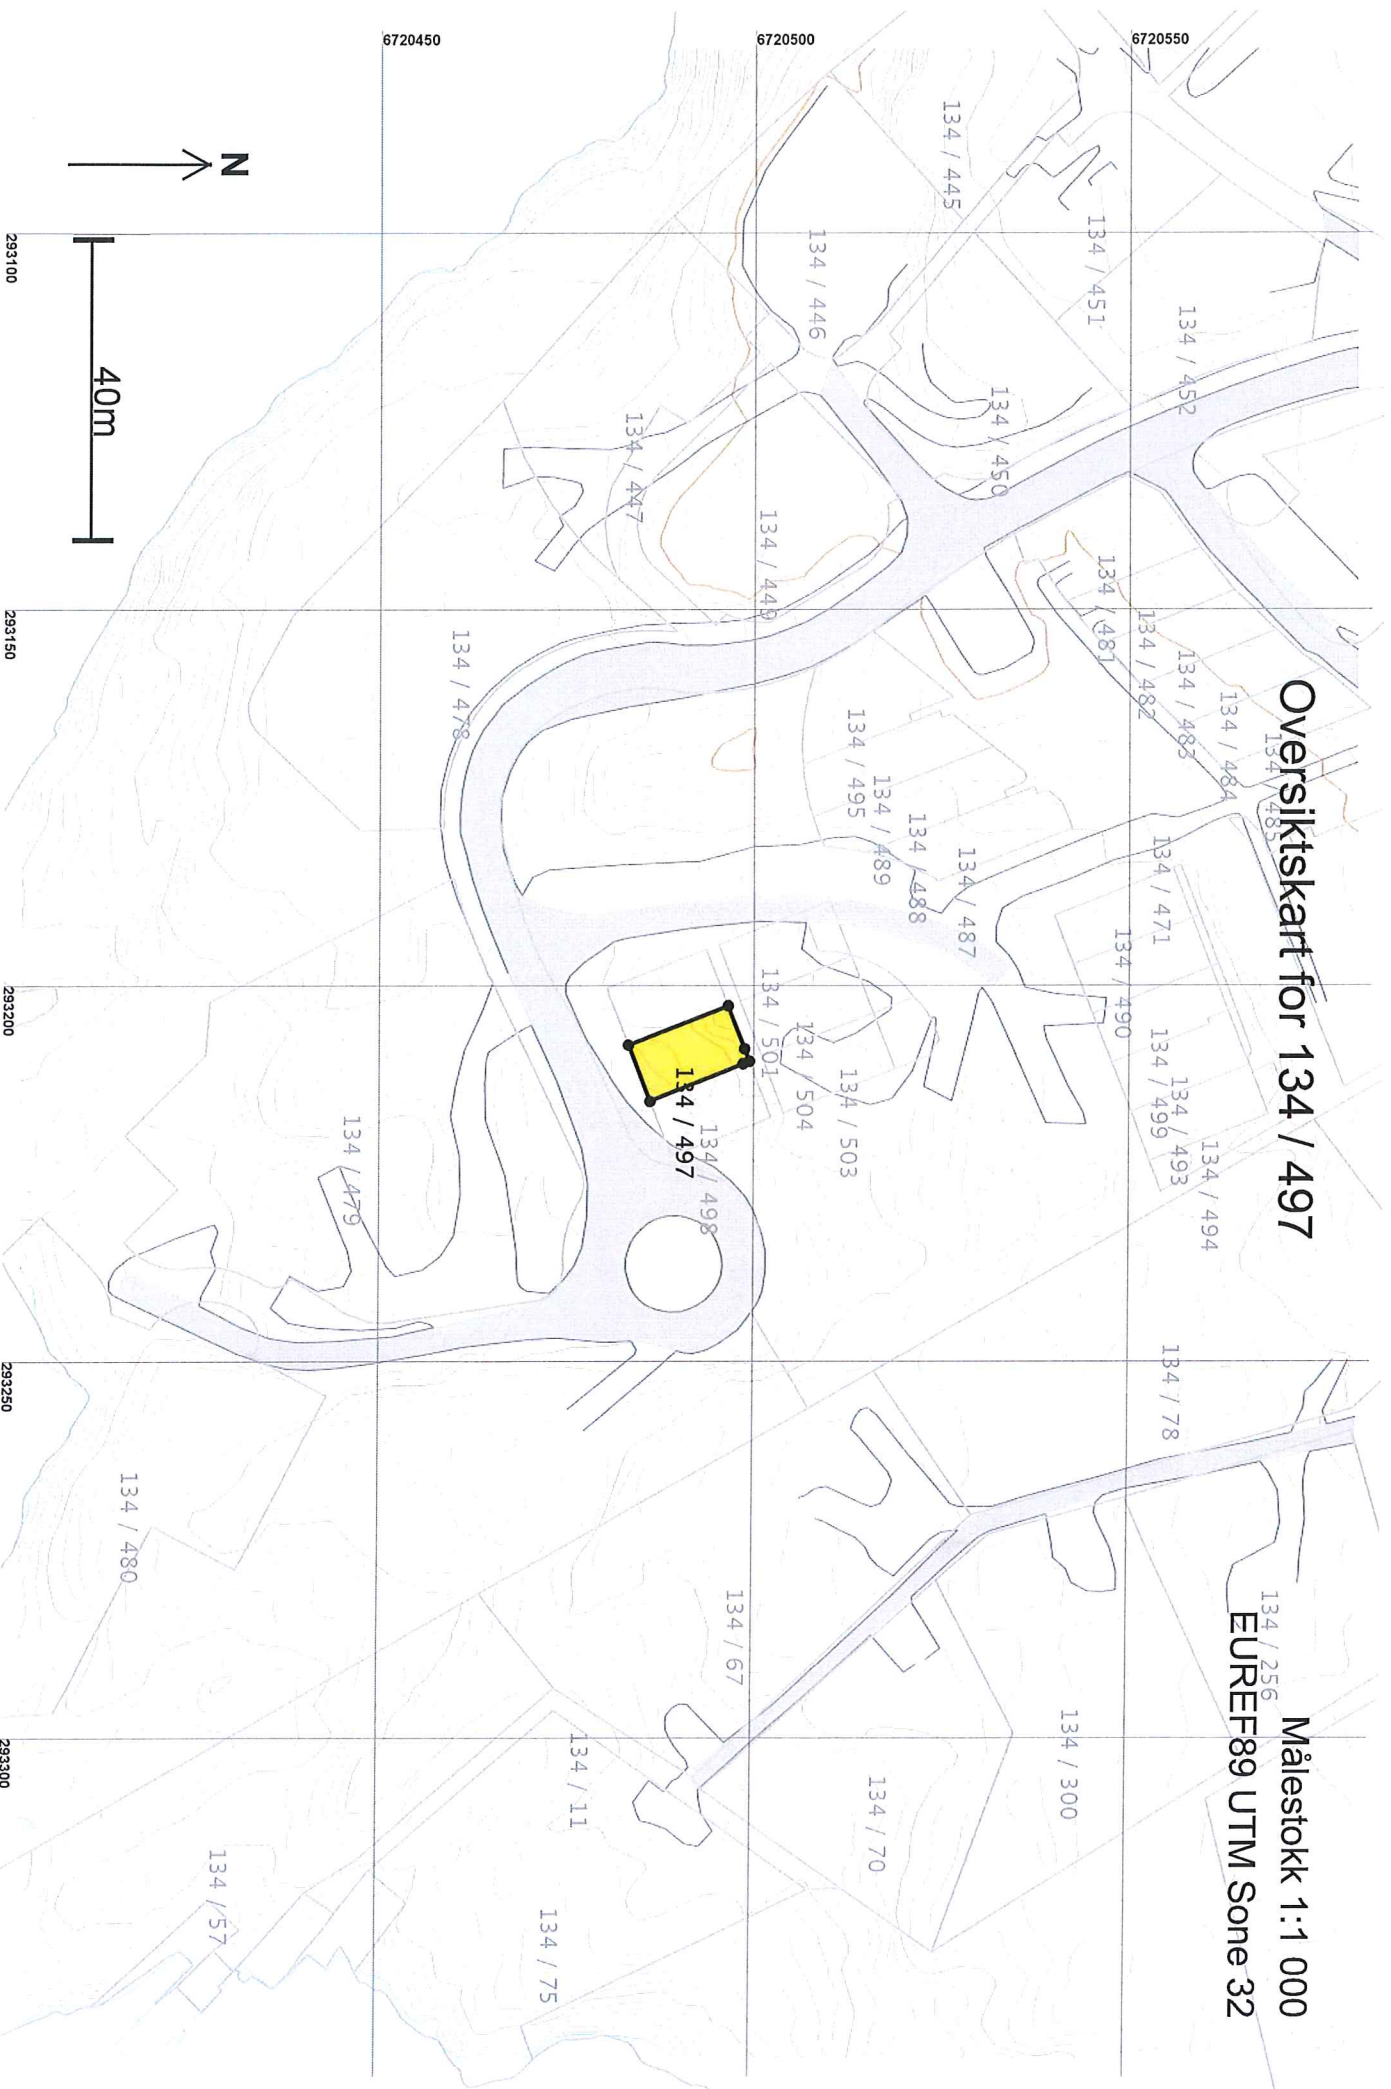 Oversiktskart for 134 / 497
Målestokk 1:1 000
EUREF89 UTM Sone 32
6720550
6720500
6720450
N
40m
293100
293150
293200
293250
293300
134 / 445
134 / 446
134 / 451
134 / 452
134 / 450
134 / 447
134 / 449
134 / 478
134 / 481
134 / 482
134 / 483
134 / 484
134 / 485
134 / 495
134 / 489
134 / 488
134 / 487
134 / 471
134 / 490
134 / 499
134 / 493
134 / 494
134 / 501
134 / 504
134 / 503
134 / 497
134 / 498
134 / 479
134 / 480
134 / 78
134 / 256
134 / 67
134 / 300
134 / 70
134 / 11
134 / 57
134 / 75